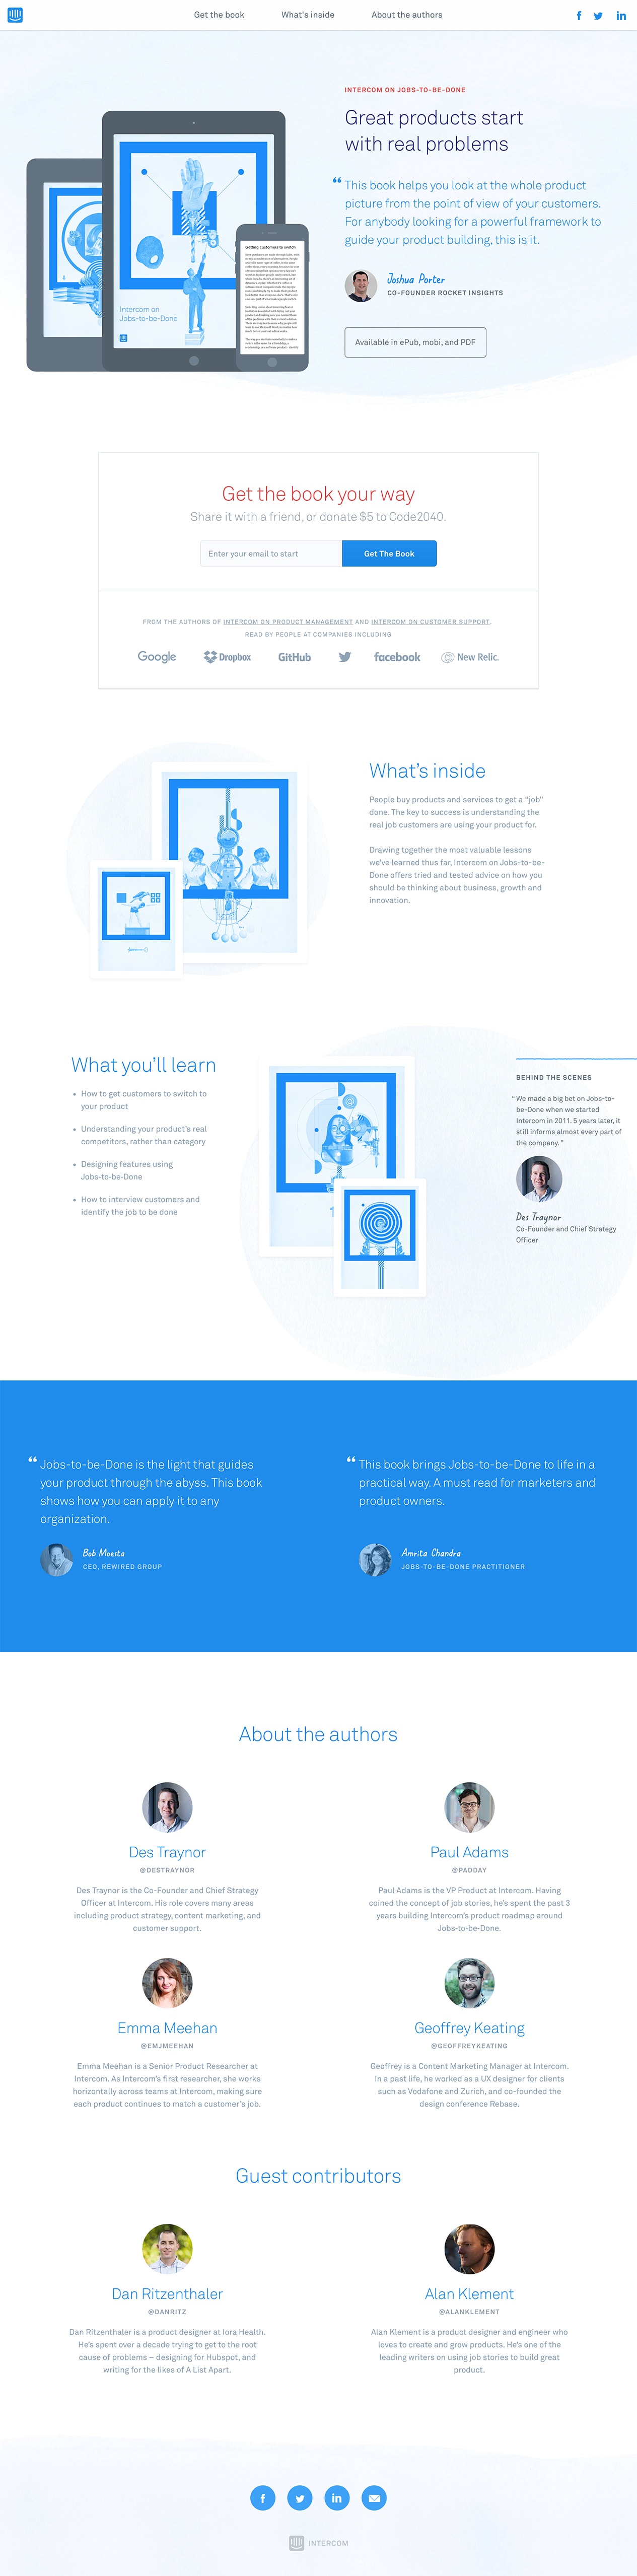 Get the book
What's inside
About the authors
INTERCOM ON JOBS-TO-BE-DONE
Great products start
with real problems
“ This book helps you look at the whole product
picture from the point of view of your customers.
For anybody looking for a powerful framework to
guide your product building, this is it.
Joshua Porter
CO-FOUNDER ROCKET INSIGHTS
Available in ePub, mobi, and PDF
Intercom on
Jobs-to-be-Done
Getting customers to switch
Get the book your way
Share it with a friend, or donate $5 to Code2040.
Enter your email to start
Get The Book
FROM THE AUTHORS OF INTERCOM ON PRODUCT MANAGEMENT AND INTERCOM ON CUSTOMER SUPPORT.
READ BY PEOPLE AT COMPANIES INCLUDING
Google
Dropbox
GitHub
facebook
New Relic.
What's inside
People buy products and services to get a “job”
done. The key to success is understanding the
real job customers are using your product for.
Drawing together the most valuable lessons
we've learned thus far, Intercom on Jobs-to-be-
Done offers tried and tested advice on how you
should be thinking about business, growth and
innovation.
What you'll learn
• How to get customers to switch to
your product
• Understanding your product's real
competitors, rather than category
• Designing features using
Jobs-to-be-Done
• How to interview customers and
identify the job to be done
BEHIND THE SCENES
“ We made a big bet on Jobs-to-
be-Done when we started
Intercom in 2011. 5 years later, it
still informs almost every part of
the company. ”
Des Traynor
Co-Founder and Chief Strategy
Officer
“ Jobs-to-be-Done is the light that guides
your product through the abyss. This book
shows how you can apply it to any
organization.
Bob Moesta
CEO, REWIRED GROUP
“ This book brings Jobs-to-be-Done to life in a
practical way. A must read for marketers and
product owners.
Amrita Chandra
JOBS-TO-BE-DONE PRACTITIONER
About the authors
Des Traynor
@DESTRAYNOR
Des Traynor is the Co-Founder and Chief Strategy
Officer at Intercom. His role covers many areas
including product strategy, content marketing, and
customer support.
Paul Adams
@PADDAY
Paul Adams is the VP Product at Intercom. Having
coined the concept of job stories, he's spent the past 3
years building Intercom's product roadmap around
Jobs-to-be-Done.
Emma Meehan
@EMJMEEHAN
Emma Meehan is a Senior Product Researcher at
Intercom. As Intercom's first researcher, she works
horizontally across teams at Intercom, making sure
each product continues to match a customer's job.
Geoffrey Keating
@GEOFFREYKEATING
Geoffrey is a Content Marketing Manager at Intercom.
In a past life, he worked as a UX designer for clients
such as Vodafone and Zurich, and co-founded the
design conference Rebase.
Guest contributors
Dan Ritzenthaler
@DANRITZ
Dan Ritzenthaler is a product designer at Iora Health.
He's spent over a decade trying to get to the root
cause of problems – designing for Hubspot, and
writing for the likes of A List Apart.
Alan Klement
@ALANKLEMENT
Alan Klement is a product designer and engineer who
loves to create and grow products. He's one of the
leading writers on using job stories to build great
product.
INTERCOM